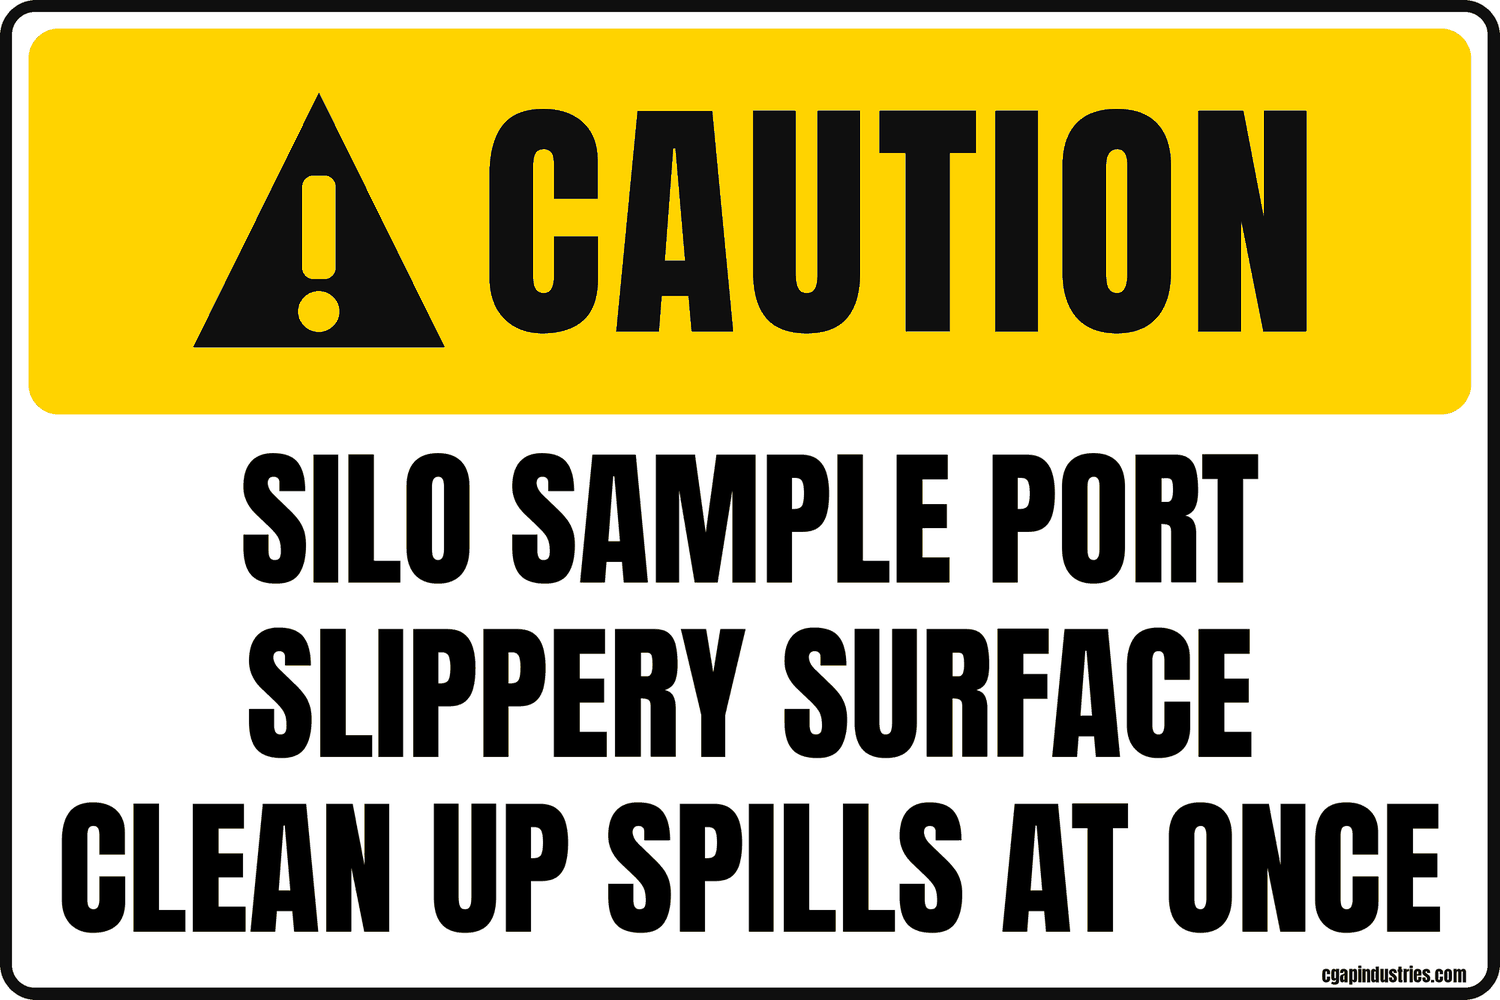 CAUTION
SILO SAMPLE PORT
SLIPPERY SURFACE
CLEAN UP SPILLS AT ONCE
cgapindustries.com